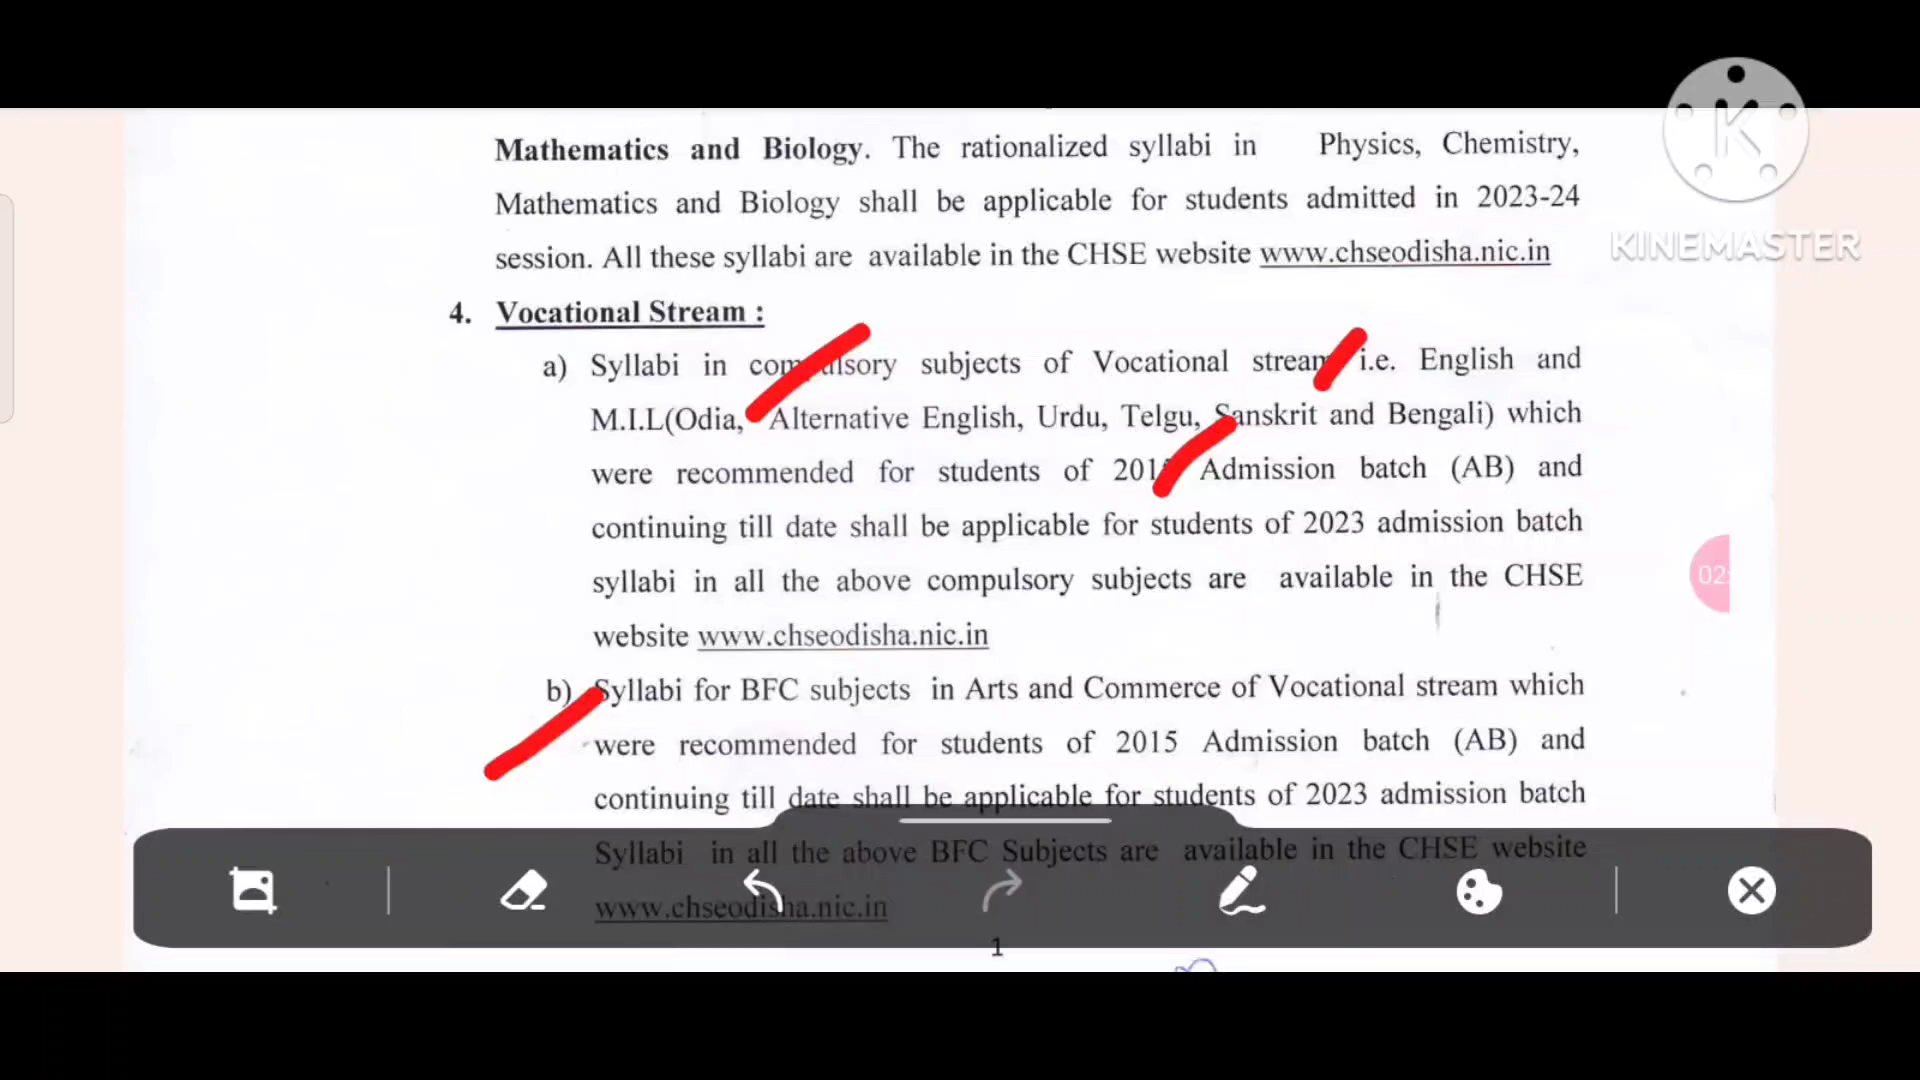 Mathematics and Biology. The rationalized syllabi in Physics, Chemistry,
Mathematics and Biology shall be applicable for students admitted in 2023-24
session. All these syllabi are available in the CHSE website www.chseodisha.nic.in
KINEMASTER
4. Vocational Stream :
a) Syllabi in compulsory subjects of Vocational stream i.e. English and
M.I.L(Odia, Alternative English, Urdu, Telgu, Sanskrit and Bengali) which
were recommended for students of Admission batch (AB) and
continuing till date shall be applicable for students of 2023 admission batch
syllabi in all the above compulsory subjects are available in the CHSE
02:
website www.chseodisha.nic.in
b) Syllabi for BFC subjects in Arts and Commerce of Vocational stream which
were recommended for students of 2015 Admission batch (AB) and
continuing till date shall be applicable for students of 2023 admission batch
Syllabi in all the above BFC Subjects are available in the CHSE website
www.chseodisha.nic.in
1